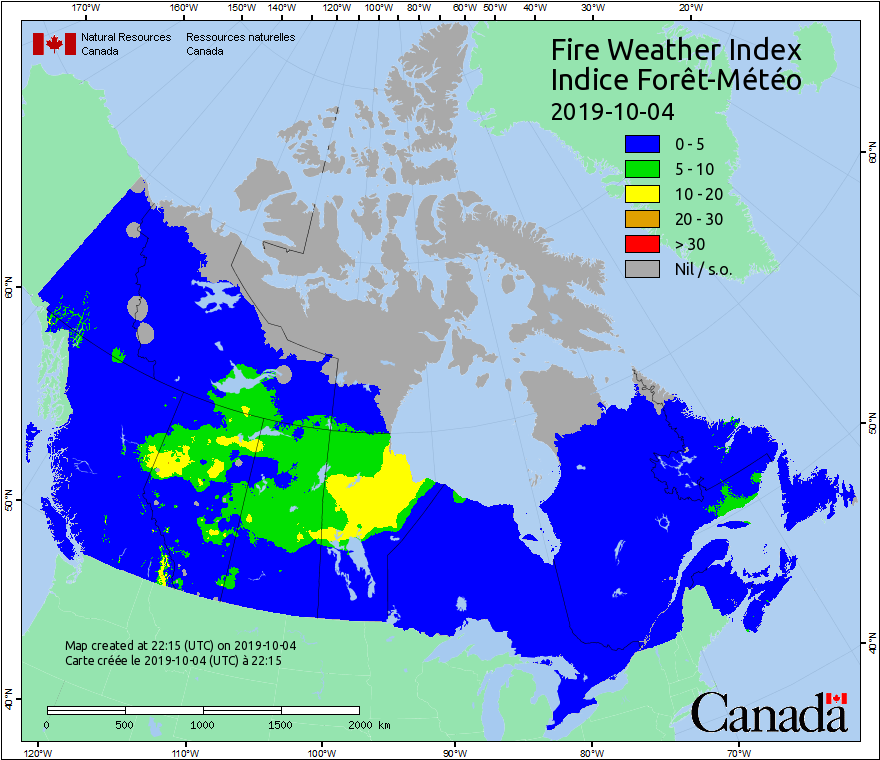 170°W 160°W 150°W 140°W 120°W 100°W 80°W 60°W 50°W 40°W 30°W 20°W
Natural Resources Ressources naturelles
Canada Canada
Fire Weather Index
Indice Forêt-Météo
2019-10-04
0 - 5
5 - 10
10 - 20
20 - 30
> 30
Nil / s.o.
60°N
60°N
50°N
50°N
40°N
40°N
Map created at 22:15 (UTC) on 2019-10-04
Carte créée le 2019-10-04 (UTC) à 22:15
0 500 1000 1500 2000 km
Canada
120°W 110°W 100°W 90°W 80°W 70°W